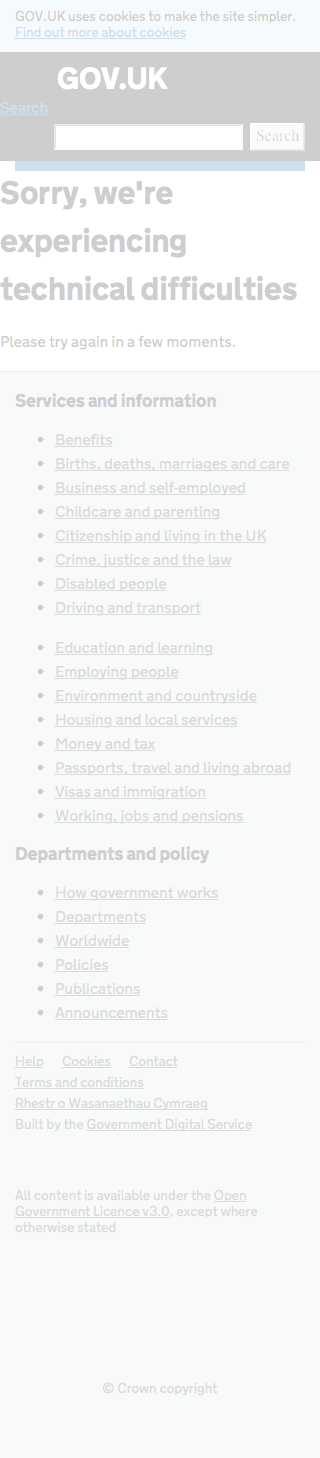 GOV.UK uses cookies to make the site simpler.
Find out more about cookies
GOV.UK
Search
Search
Sorry, we're
experiencing
technical difficulties
Please try again in a few moments.
Services and information
Benefits
Births, deaths, marriages and care
Business and self-employed
Childcare and parenting
Citizenship and living in the UK
Crime, justice and the law
Disabled people
Driving and transport
Education and learning
Employing people
Environment and countryside
Housing and local services
Money and tax
Passports, travel and living abroad
Visas and immigration
Working, jobs and pensions
Departments and policy
How government works
Departments
Worldwide
Policies
Publications
Announcements
Help Cookies Contact
Terms and conditions
Rhestr o Wasanaethau Cymraeg
Built by the Government Digital Service
All content is available under the Open
Government Licence v3.0, except where
otherwise stated
© Crown copyright